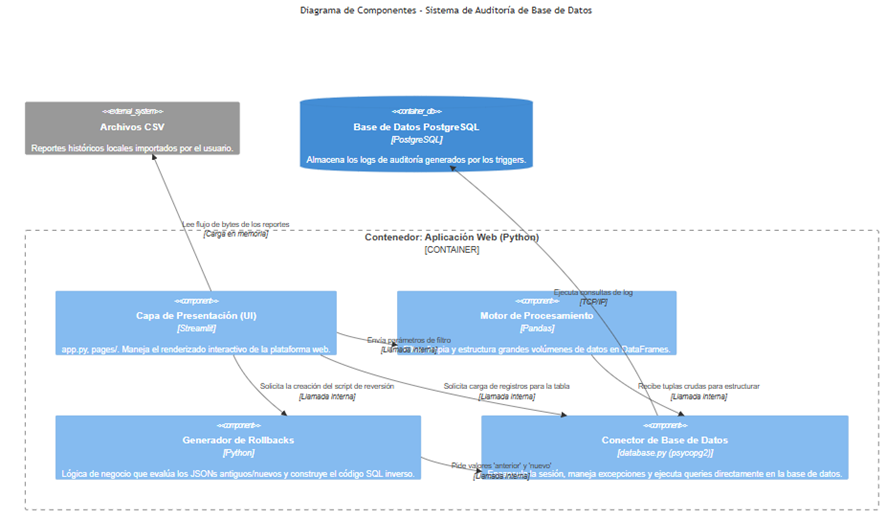 Diagrama de Componentes - Sistema de Auditoría de Base de Datos
<<external_system>>
Archivos CSV
Reportes históricos locales importados por el usuario.
<<container_db>>
Base de Datos PostgreSQL
[PostgreSQL]
Almacena los logs de auditoría generados por los triggers.
Lee flujo de bytes de los reportes
[Carga en memoria]
Contenedor: Aplicación Web (Python)
[CONTAINER]
Ejecuta consultas de log
[TCP/IP]
<<component>>
Capa de Presentación (UI)
[Streamlit]
app.py, pages/. Maneja el renderizado interactivo de la plataforma web.
<<component>>
Motor de Procesamiento
[Pandas]
y estructura grandes volúmenes de datos en DataFrames.
Envía parámetros de filtro
[Llamada interna]
Solicita la creación del script de reversión
[Llamada interna]
Solicita carga de registros para la tabla
[Llamada interna]
Recibe tuplas crudas para estructurar
[Llamada interna]
<<component>>
Generador de Rollbacks
[Python]
Lógica de negocio que evalúa los JSONs antiguos/nuevos y construye el código SQL inverso.
<<component>>
Conector de Base de Datos
[database.py (psycopg2)]
sesión, maneja excepciones y ejecuta queries directamente en la base de datos.
Pide valores 'anterior' y 'nuevo'
[Llamada interna]